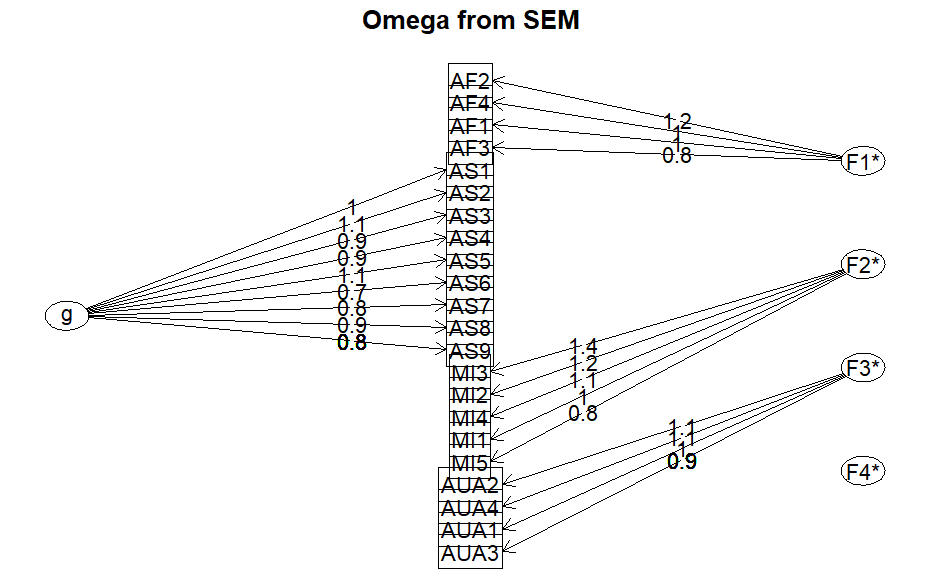 Omega from SEM
AF2
AF4
AF1
AF3
AS1
AS2
AS3
AS4
AS5
AS6
AS7
AS8
AS9
MI3
MI2
MI4
MI1
MI5
AUA2
AUA4
AUA1
AUA3
g
1
1.1
0.9
0.9
1.1
0.7
0.8
0.9
0.8
1.2
1
0.8
1.4
1.2
1.1
1
0.8
1.1
1.1
1
0.9
F1*
F2*
F3*
F4*